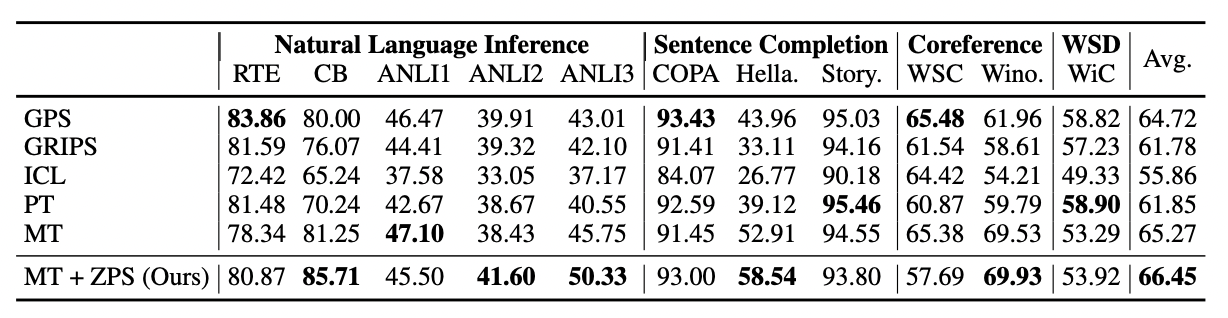 Natural Language Inference Sentence Completion Coreference WSD Avg.
RTE CB ANLI1 ANLI2 ANLI3 COPA Hella. Story. WSC Wino. WiC
GPS 83.86 80.00 46.47 39.91 43.01 93.43 43.96 95.03 65.48 61.96 58.82 64.72
GRIPS 81.59 76.07 44.41 39.32 42.10 91.41 33.11 94.16 61.54 58.61 57.23 61.78
ICL 72.42 65.24 37.58 33.05 37.17 84.07 26.77 90.18 64.42 54.21 49.33 55.86
PT 81.48 70.24 42.67 38.67 40.55 92.59 39.12 95.46 60.87 59.79 58.90 61.85
MT 78.34 81.25 47.10 38.43 45.75 91.45 52.91 94.55 65.38 69.53 53.29 65.27
MT + ZPS (Ours) 80.87 85.71 45.50 41.60 50.33 93.00 58.54 93.80 57.69 69.93 53.92 66.45